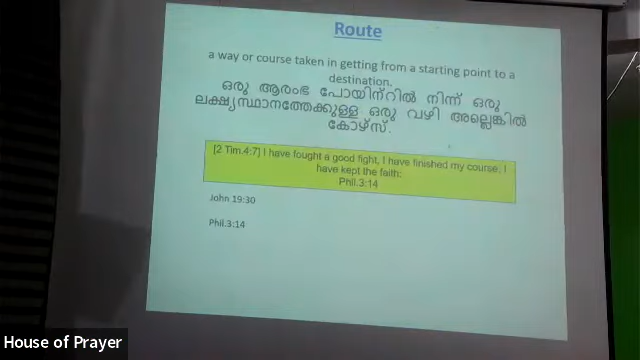 Route
a way or course taken in getting from a starting point to a
destination.
ഒരു ആരംഭ പോയിന്റിൽ നിന്ന് ഒരു
ലക്ഷ്യസ്ഥാനത്തേക്കുള്ള ഒരു വഴി അല്ലെങ്കിൽ
കോഴ്സ്.
[2 Tim.4:7] I have fought a good fight, I have finished my course, I
have kept the faith:
Phil.3:14
John 19:30
Phil.3:14
House of Prayer